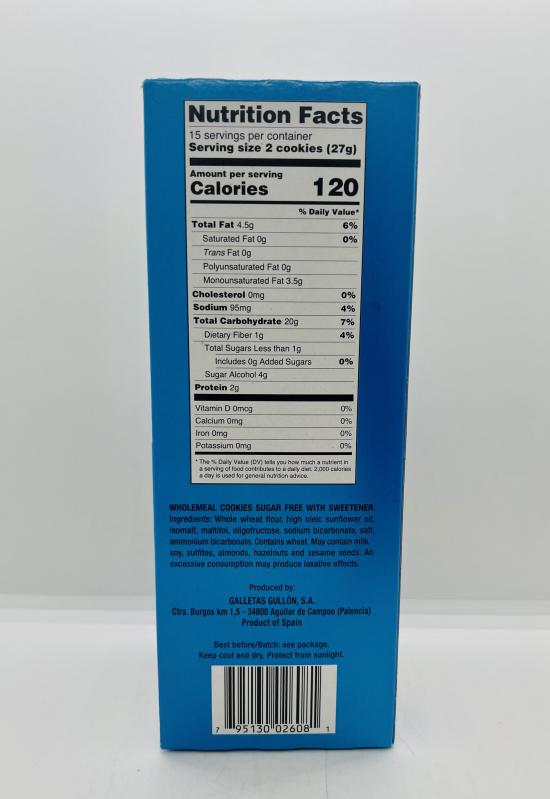 Nutrition Facts
15 servings per container
Serving size 2 cookies (27g)
Amount per serving
Calories 120
% Daily Value*
Total Fat 4.5g 6%
Saturated Fat 0g 0%
Trans Fat 0g
Polyunsaturated Fat 0g
Monounsaturated Fat 3.5g
Cholesterol 0mg 0%
Sodium 95mg 4%
Total Carbohydrate 20g 7%
Dietary Fiber 1g 4%
Total Sugars Less than 1g
Includes 0g Added Sugars 0%
Sugar Alcohol 4g
Protein 2g
Vitamin D 0mcg 0%
Calcium 0mg 0%
Iron 0mg 0%
Potassium 0mg 0%
* The % Daily Value (DV) tells you how much a nutrient in
a serving of food contributes to a daily diet. 2,000 calories
a day is used for general nutrition advice.
WHOLEMEAL COOKIES SUGAR FREE WITH SWEETENER.
Ingredients: Whole wheat flour, high oleic sunflower oil,
isomalt, maltitol, oligofructose, sodium bicarbonate, salt,
ammonium bicarbonate. Contains wheat. May contain milk,
soy, sulfites, almonds, hazelnuts and sesame seeds. An
excessive consumption may produce laxative effects.
Produced by:
GALLETAS GULLÓN, S.A.
Ctra. Burgos km 1,5 - 34800 Aguilar de Campoo (Palencia)
Product of Spain
Best before/Batch: see package.
Keep cool and dry. Protect from sunlight.
7 95130 02608 1